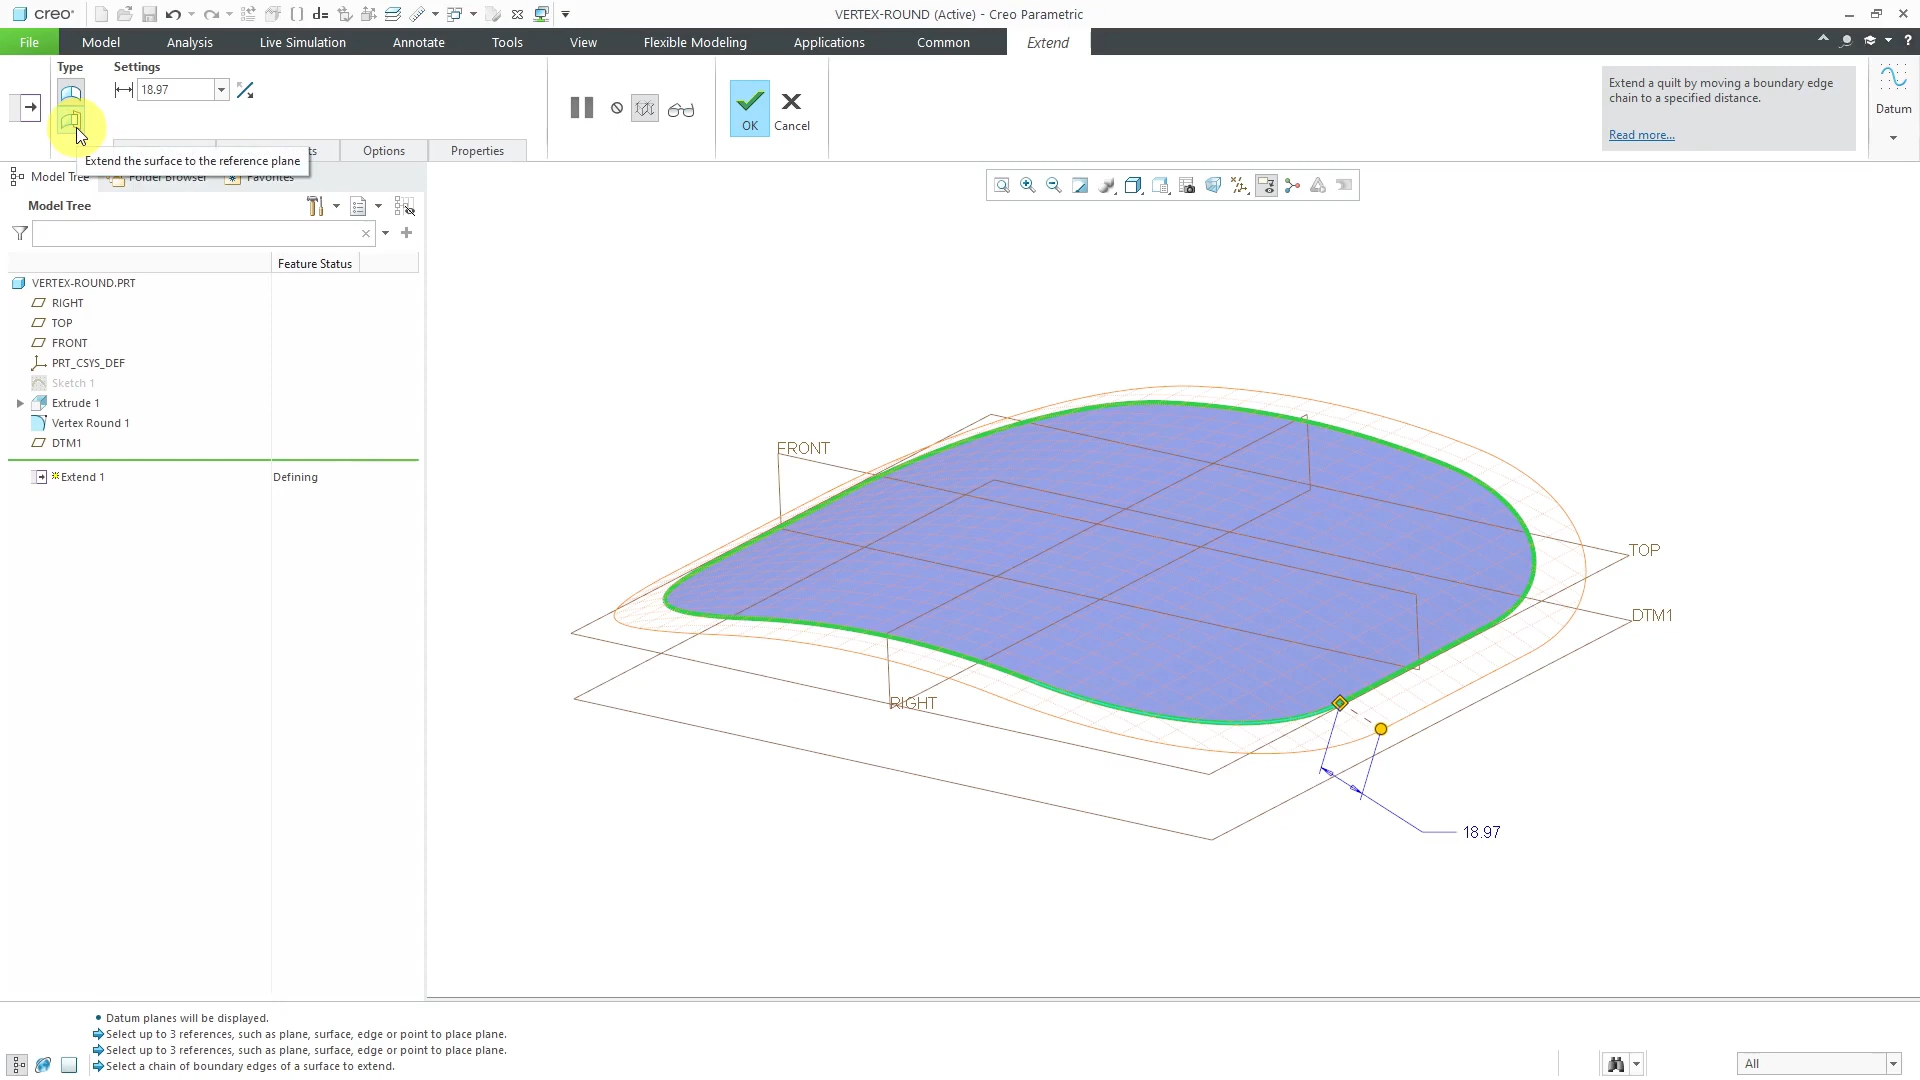 creo®
VERTEX-ROUND (Active) - Creo Parametric
File
Model
Analysis
Live Simulation
Annotate
Tools
View
Flexible Modeling
Applications
Common
Extend
Type
Settings
18.97
OK
Cancel
Extend a quilt by moving a boundary edge
chain to a specified distance.
Read more...
Datum
ts
Options
Properties
Extend the surface to the reference plane
Model Tree
Folder Browser
Favorites
Model Tree
Feature Status
VERTEX-ROUND.PRT
RIGHT
TOP
FRONT
PRT_CSYS_DEF
Sketch 1
Extrude 1
Vertex Round 1
DTM1
Extend 1
Defining
FRONT
TOP
DTM1
RIGHT
18.97
Datum planes will be displayed.
Select up to 3 references, such as plane, surface, edge or point to place plane.
Select up to 3 references, such as plane, surface, edge or point to place plane.
Select a chain of boundary edges of a surface to extend.
All